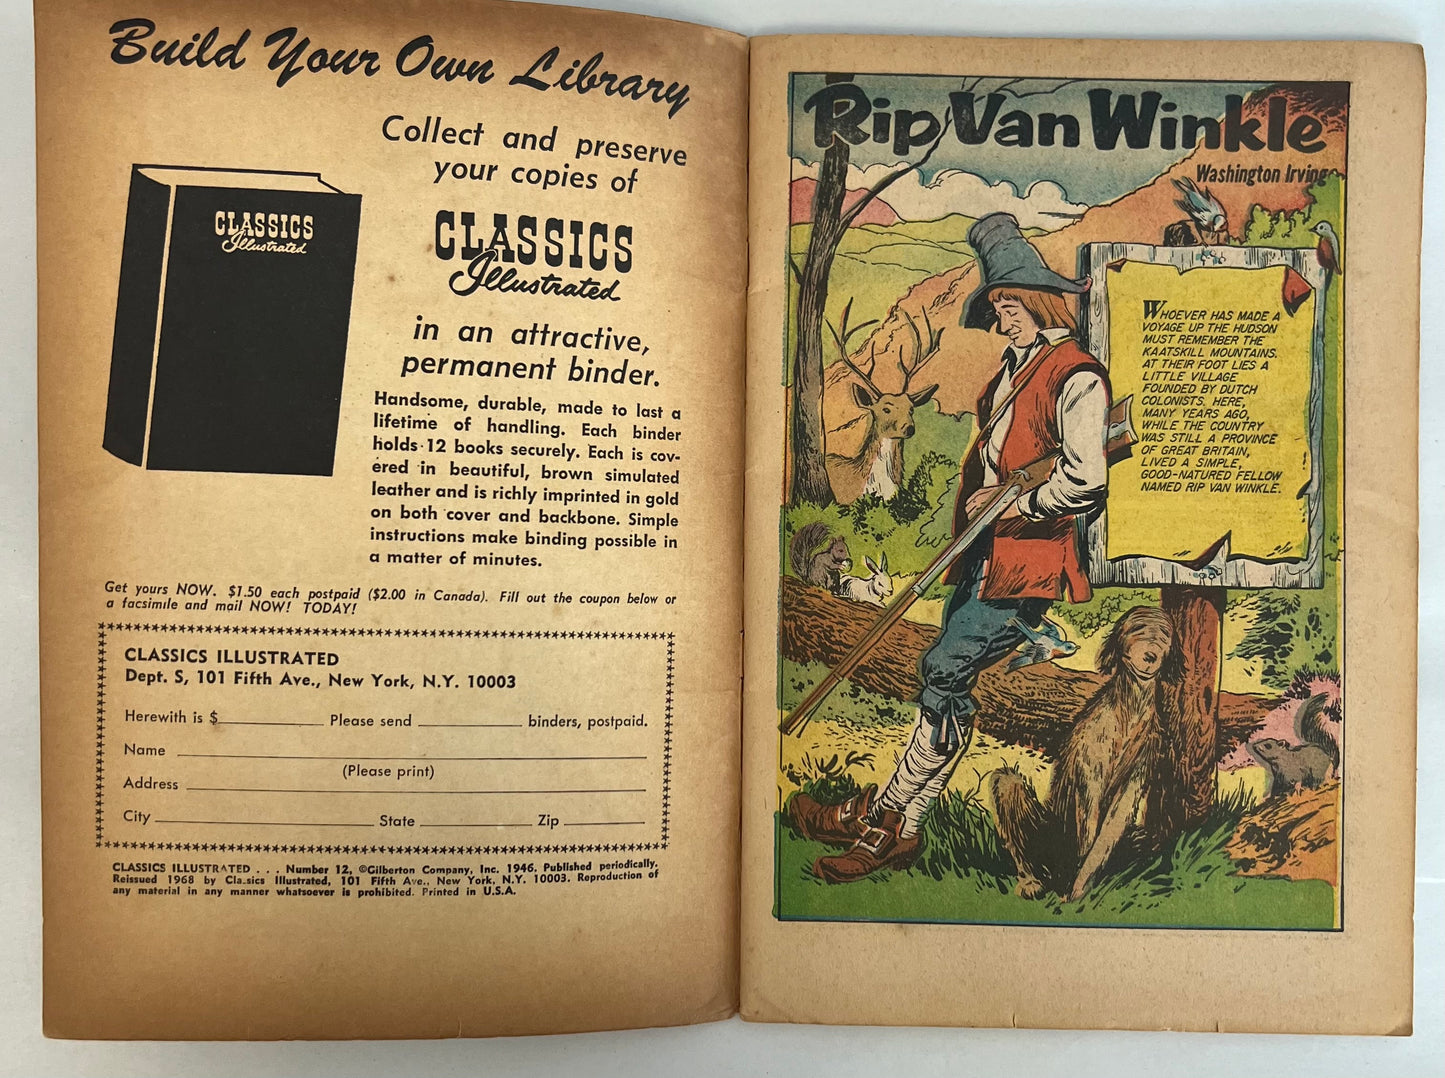 Build Your Own Library
Collect and preserve
your copies of
CLASSICS
Illustrated
in an attractive,
permanent binder.
CLASSICS
Illustrated
Handsome, durable, made to last a
lifetime of handling. Each binder
holds 12 books securely. Each is cov-
ered in beautiful, brown simulated
leather and is richly imprinted in gold
on both cover and backbone. Simple
instructions make binding possible in
a matter of minutes.
Get yours NOW. $1.50 each postpaid ($2.00 in Canada). Fill out the coupon below or
a facsimile and mail NOW! TODAY!
CLASSICS ILLUSTRATED
Dept. S, 101 Fifth Ave., New York, N.Y. 10003
Herewith is $ Please send binders, postpaid.
Name
(Please print)
Address
City State Zip
CLASSICS ILLUSTRATED . . . Number 12, ©Gilberton Company, Inc. 1946. Published periodically.
Reissued 1968 by Classics Illustrated, 101 Fifth Ave., New York, N.Y. 10003. Reproduction of
any material in any manner whatsoever is prohibited. Printed in U.S.A.
Rip Van Winkle
Washington Irving
WHOEVER HAS MADE A
VOYAGE UP THE HUDSON
MUST REMEMBER THE
KAATSKILL MOUNTAINS.
AT THEIR FOOT LIES A
LITTLE VILLAGE
FOUNDED BY DUTCH
COLONISTS. HERE,
MANY YEARS AGO,
WHILE THE COUNTRY
WAS STILL A PROVINCE
OF GREAT BRITAIN,
LIVED A SIMPLE,
GOOD-NATURED FELLOW
NAMED RIP VAN WINKLE.